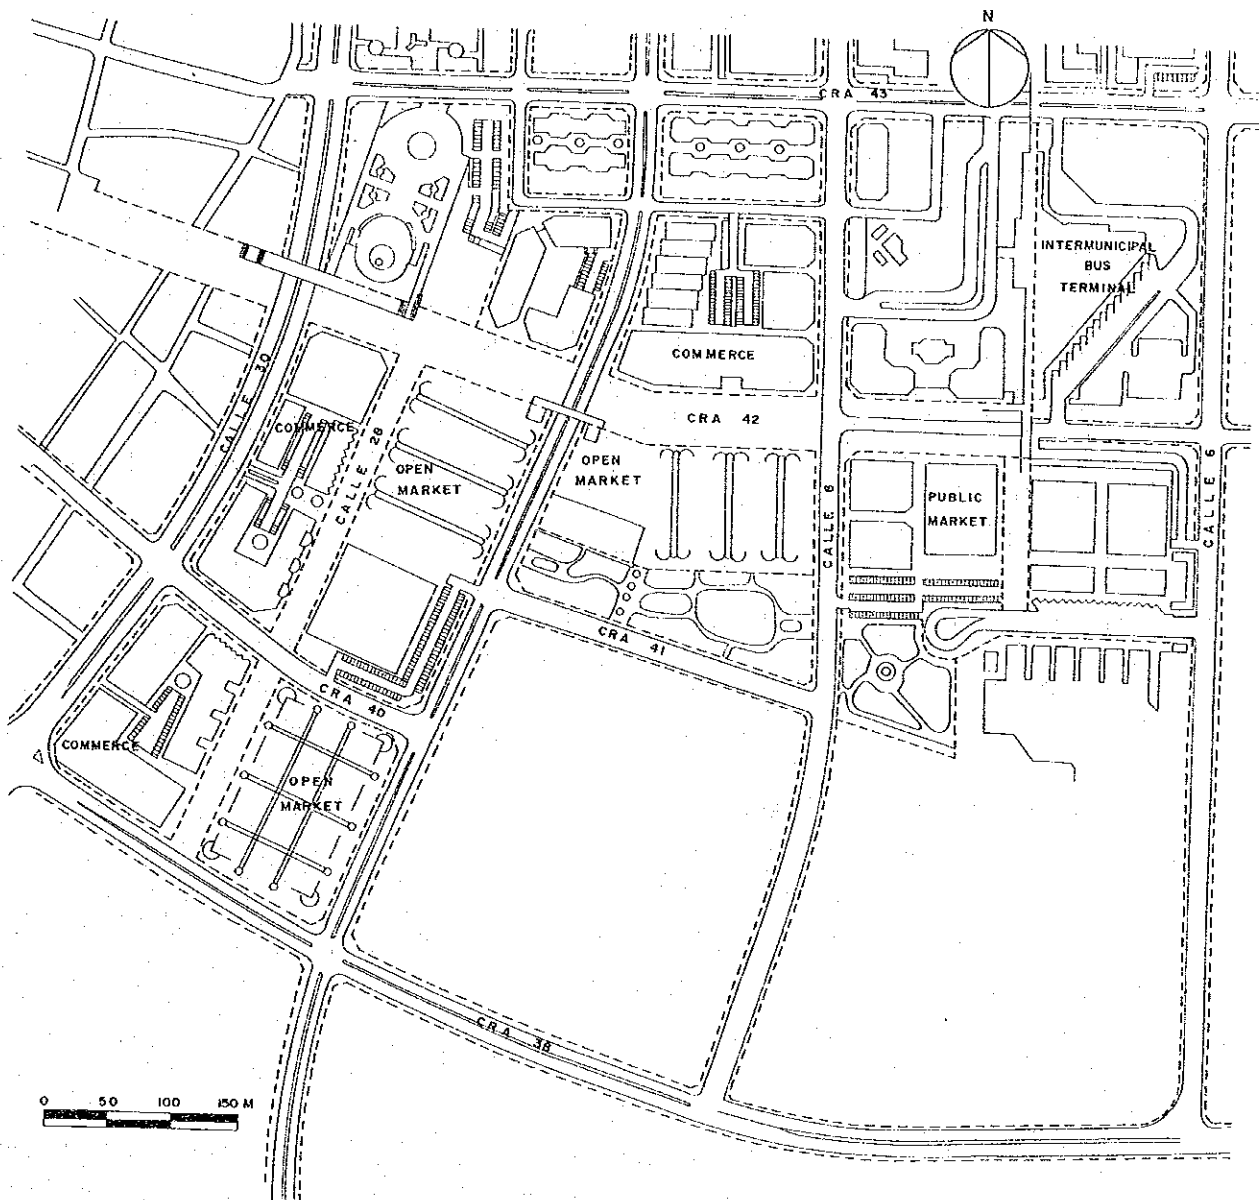 N
CRA 43
INTERMUNICIPAL
BUS
TERMINAL
COMMERCE
CALLE 30
CRA 42
COMMERCE
CALLE 28
OPEN
MARKET
OPEN
MARKET
CALLE 6
PUBLIC
MARKET
CALLE 6
CRA 41
CRA 40
COMMERCE
OPEN
MARKET
CRA 38
0 50 100 150 M